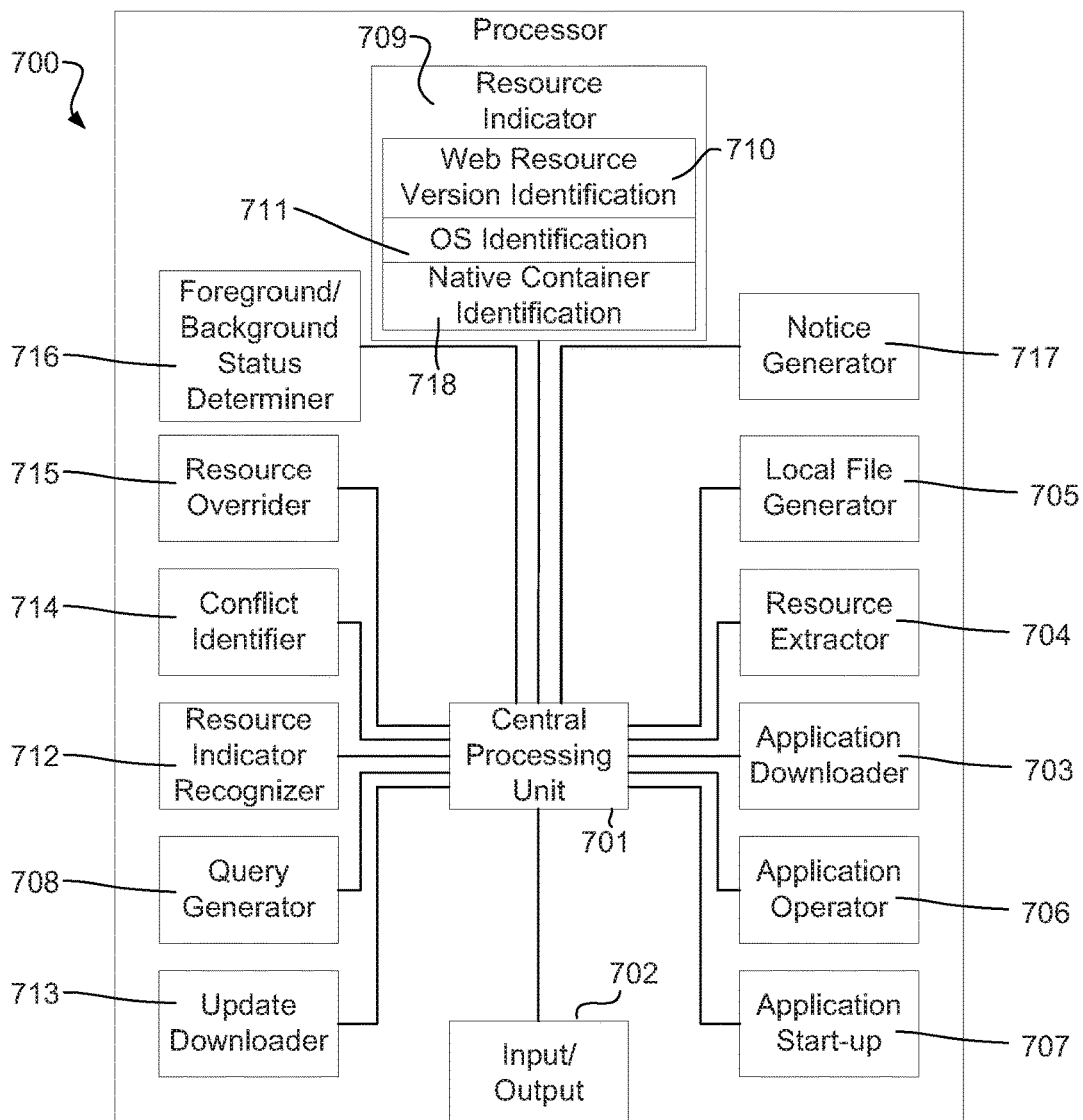 Processor
700
709
Resource
Indicator
Web Resource
Version Identification
710
711
OS Identification
Native Container
Identification
718
Foreground/
Background
Status
Determiner
716
Notice
Generator
717
715
Resource
Overrider
Local File
Generator
705
714
Conflict
Identifier
Resource
Extractor
704
712
Resource
Indicator
Recognizer
Central
Processing
Unit
701
Application
Downloader
703
708
Query
Generator
Application
Operator
706
713
Update
Downloader
702
Input/
Output
Application
Start-up
707